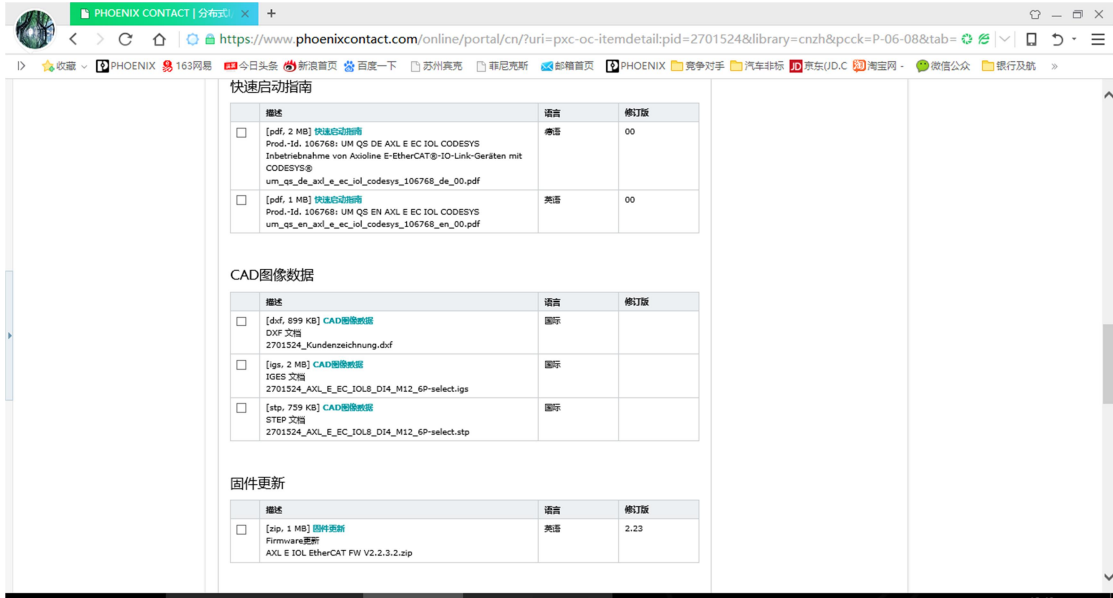 PHOENIX CONTACT | 分布式
https://www.phoenixcontact.com/online/portal/cn/?uri=pxc-oc-itemdetail:pid=2701524&library=cnzh&pcck=P-06-08&tab=
收藏 PHOENIX 163网易 今日头条 新浪首页 百度一下 苏州宾克 菲尼克斯 邮箱首页 PHOENIX 竞争对手 汽车非标 京东(JD.C 淘宝网 - 微信公众 银行及航 »
快速启动指南
描述 语言 修订版
[pdf, 2 MB] 快速启动指南 德语 00
Prod.-Id. 106768: UM QS DE AXL E EC IOL CODESYS
Inbetriebnahme von Axioline E-EtherCAT®-IO-Link-Geräten mit
CODESYS®
um_qs_de_axl_e_ec_iol_codesys_106768_de_00.pdf
[pdf, 1 MB] 快速启动指南 英语 00
Prod.-Id. 106768: UM QS EN AXL E EC IOL CODESYS
um_qs_en_axl_e_ec_iol_codesys_106768_en_00.pdf
CAD图像数据
描述 语言 修订版
[dxf, 899 KB] CAD图像数据 国际
DXF 文档
2701524_Kundenzeichnung.dxf
[igs, 2 MB] CAD图像数据 国际
IGES 文档
2701524_AXL_E_EC_IOL8_DI4_M12_6P-select.igs
[stp, 759 KB] CAD图像数据 国际
STEP 文档
2701524_AXL_E_EC_IOL8_DI4_M12_6P-select.stp
固件更新
描述 语言 修订版
[zip, 1 MB] 固件更新 英语 2.23
Firmware更新
AXL E IOL EtherCAT FW V2.2.3.2.zip